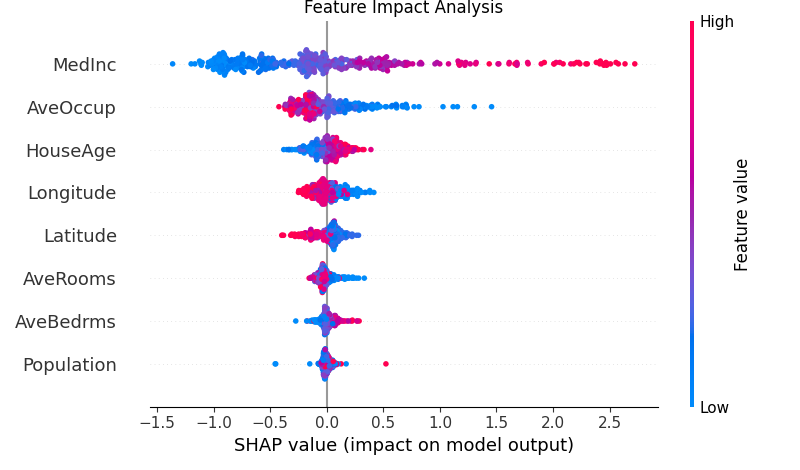 Feature Impact Analysis
High
MedInc
AveOccup
HouseAge
Longitude
Latitude
AveRooms
AveBedrms
Population
Feature value
Low
−1.5 −1.0 −0.5 0.0 0.5 1.0 1.5 2.0 2.5
SHAP value (impact on model output)